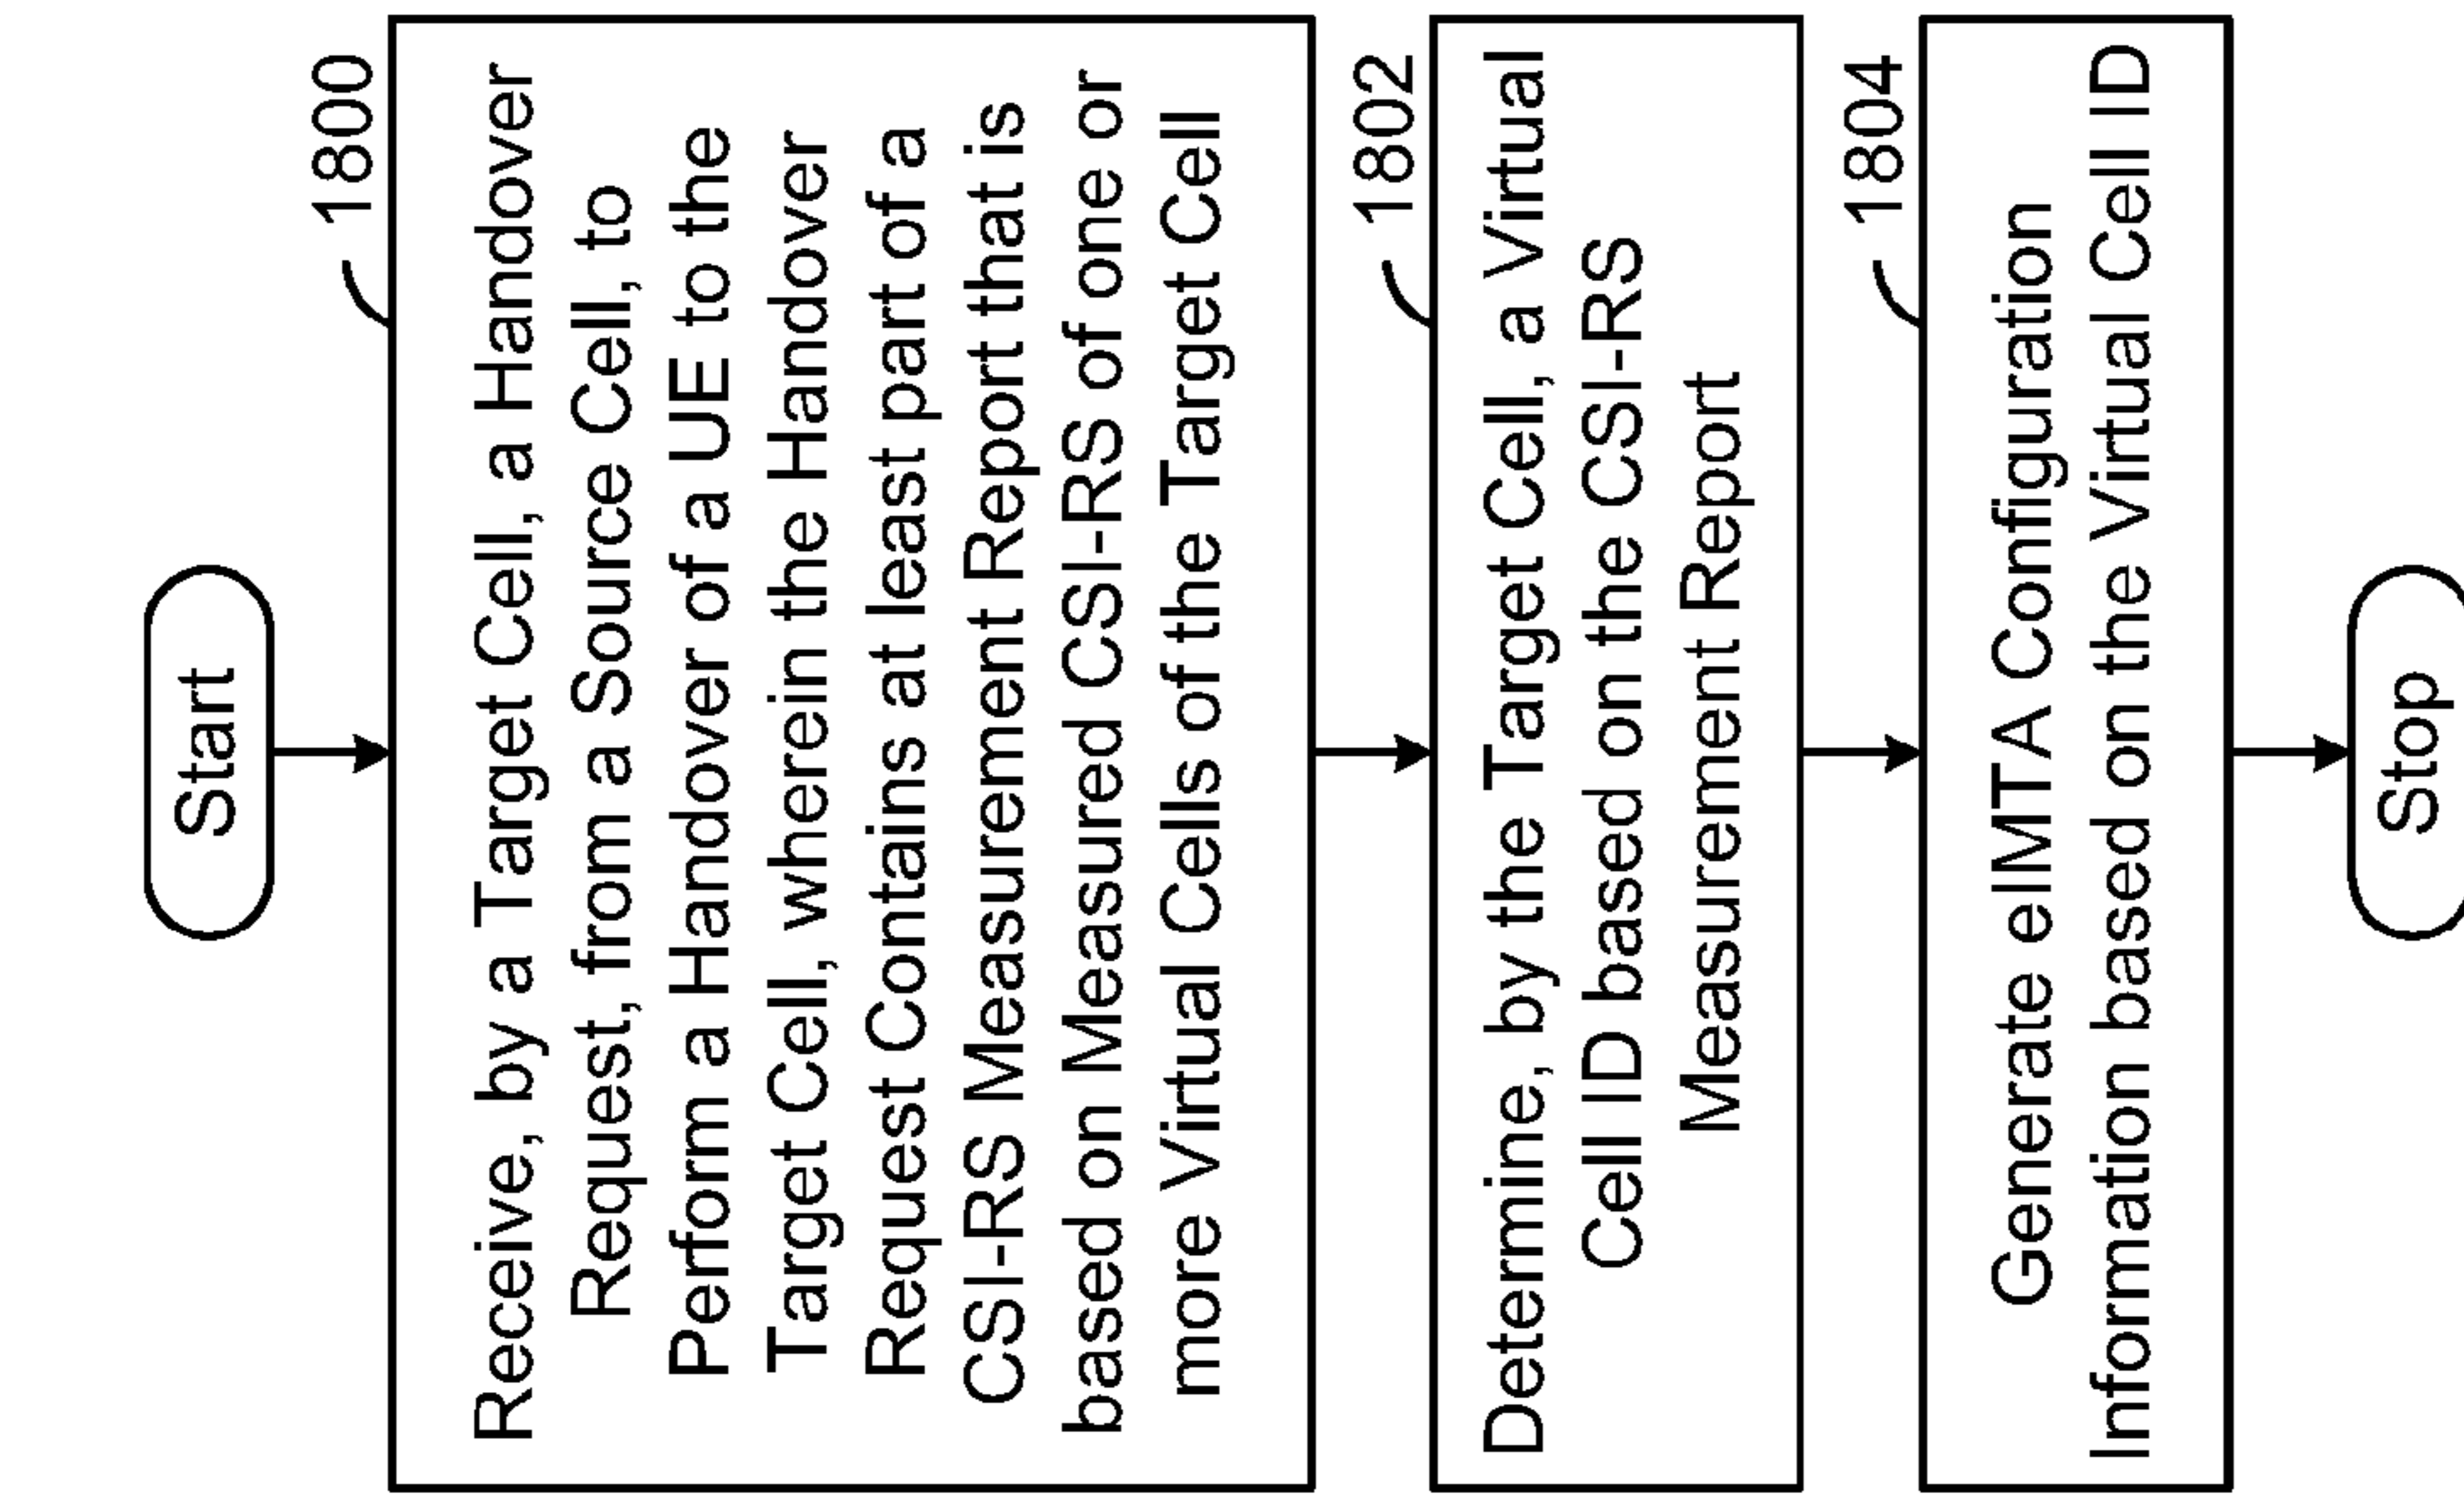 Start
1800
Receive, by a Target Cell, a Handover
Request, from a Source Cell, to
Perform a Handover of a UE to the
Target Cell, wherein the Handover
Request Contains at least part of a
CSI-RS Measurement Report that is
based on Measured CSI-RS of one or
more Virtual Cells of the Target Cell
1802
Determine, by the Target Cell, a Virtual
Cell ID based on the CSI-RS
Measurement Report
1804
Generate eIMTA Configuration
Information based on the Virtual Cell ID
Stop